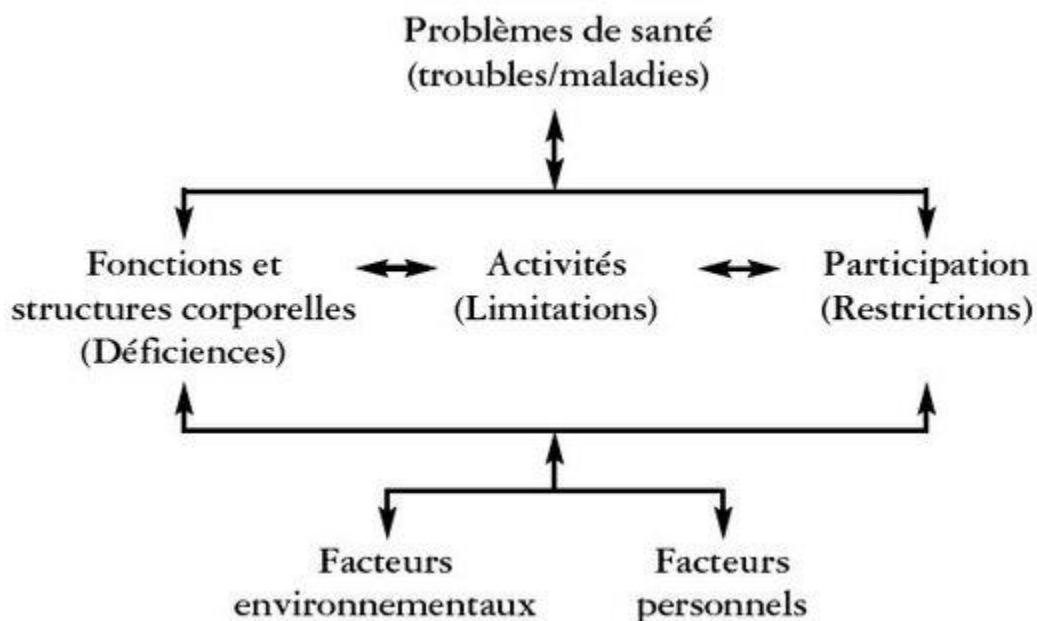 Problèmes de santé
(troubles/maladies)
Fonctions et
structures corporelles
(Déficiences)
Activités
(Limitations)
Participation
(Restrictions)
Facteurs
environnementaux
Facteurs
personnels